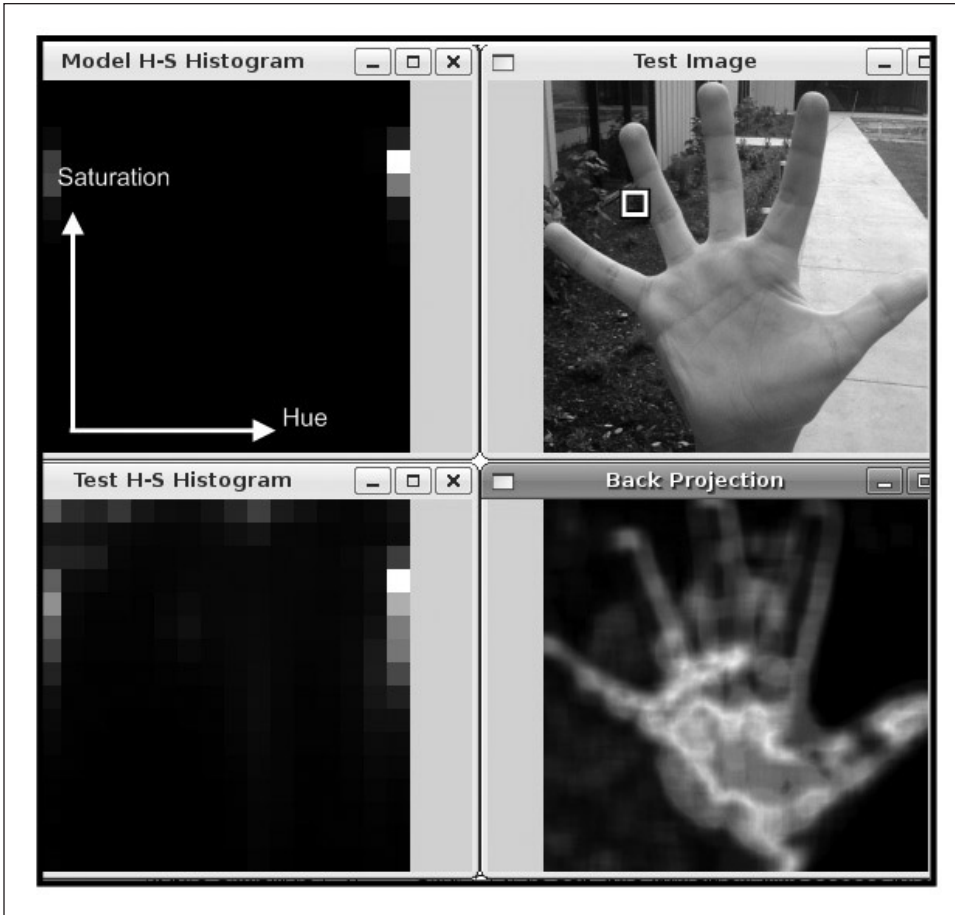 Model H-S Histogram
Test Image
Saturation
Hue
Test H-S Histogram
Back Projection